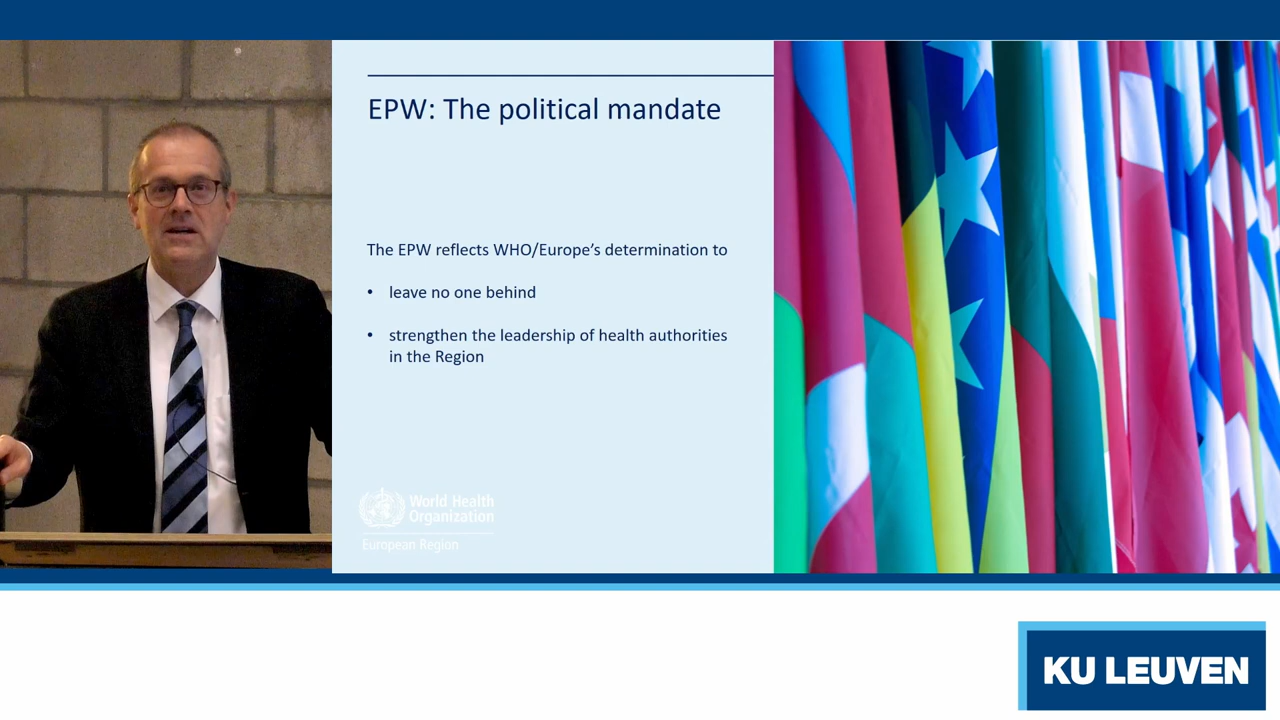 EPW: The political mandate
The EPW reflects WHO/Europe’s determination to
• leave no one behind
• strengthen the leadership of health authorities
in the Region
World Health
Organization
European Region
KU LEUVEN